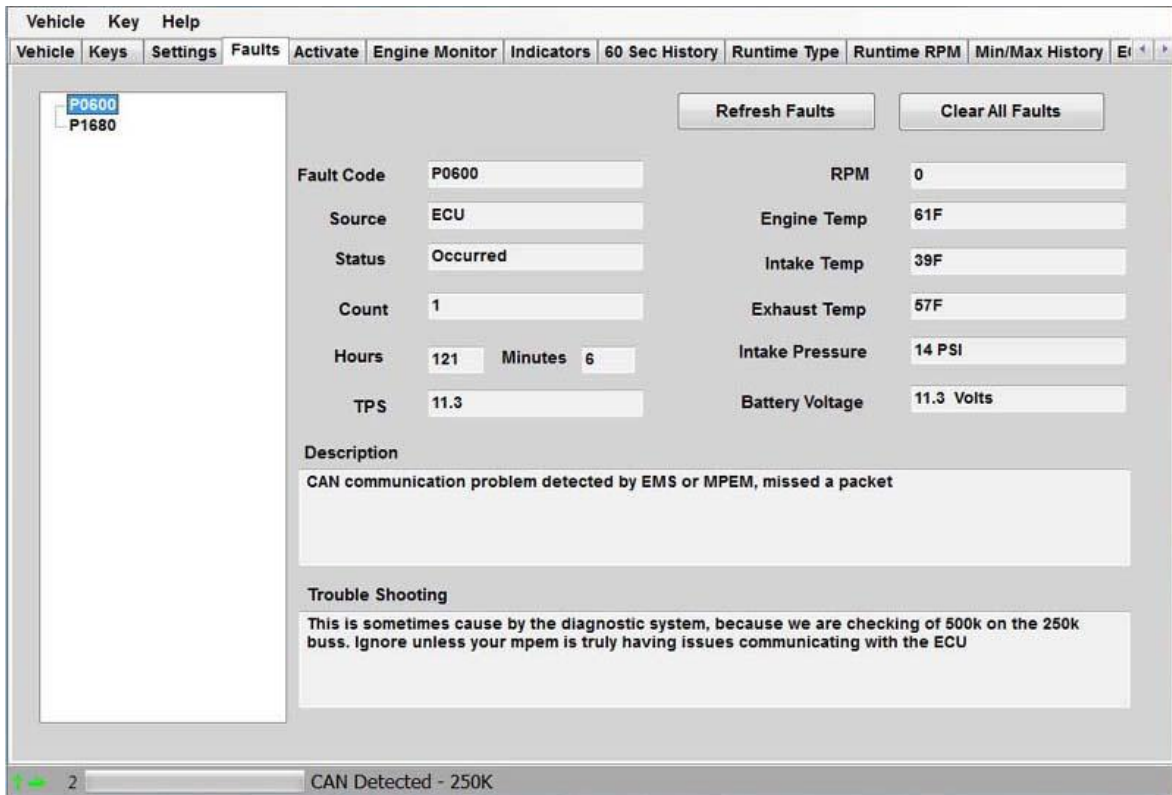 Vehicle Key Help
Vehicle Keys Settings Faults Activate Engine Monitor Indicators 60 Sec History Runtime Type Runtime RPM Min/Max History
P0600
P1680
Refresh Faults Clear All Faults
Fault Code P0600 RPM 0
Source ECU Engine Temp 61F
Status Occurred Intake Temp 39F
Count 1 Exhaust Temp 57F
Hours 121 Minutes 6 Intake Pressure 14 PSI
TPS 11.3 Battery Voltage 11.3 Volts
Description
CAN communication problem detected by EMS or MPEM, missed a packet
Trouble Shooting
This is sometimes cause by the diagnostic system, because we are checking of 500k on the 250k
buss. Ignore unless your mpem is truly having issues communicating with the ECU
2 CAN Detected - 250K